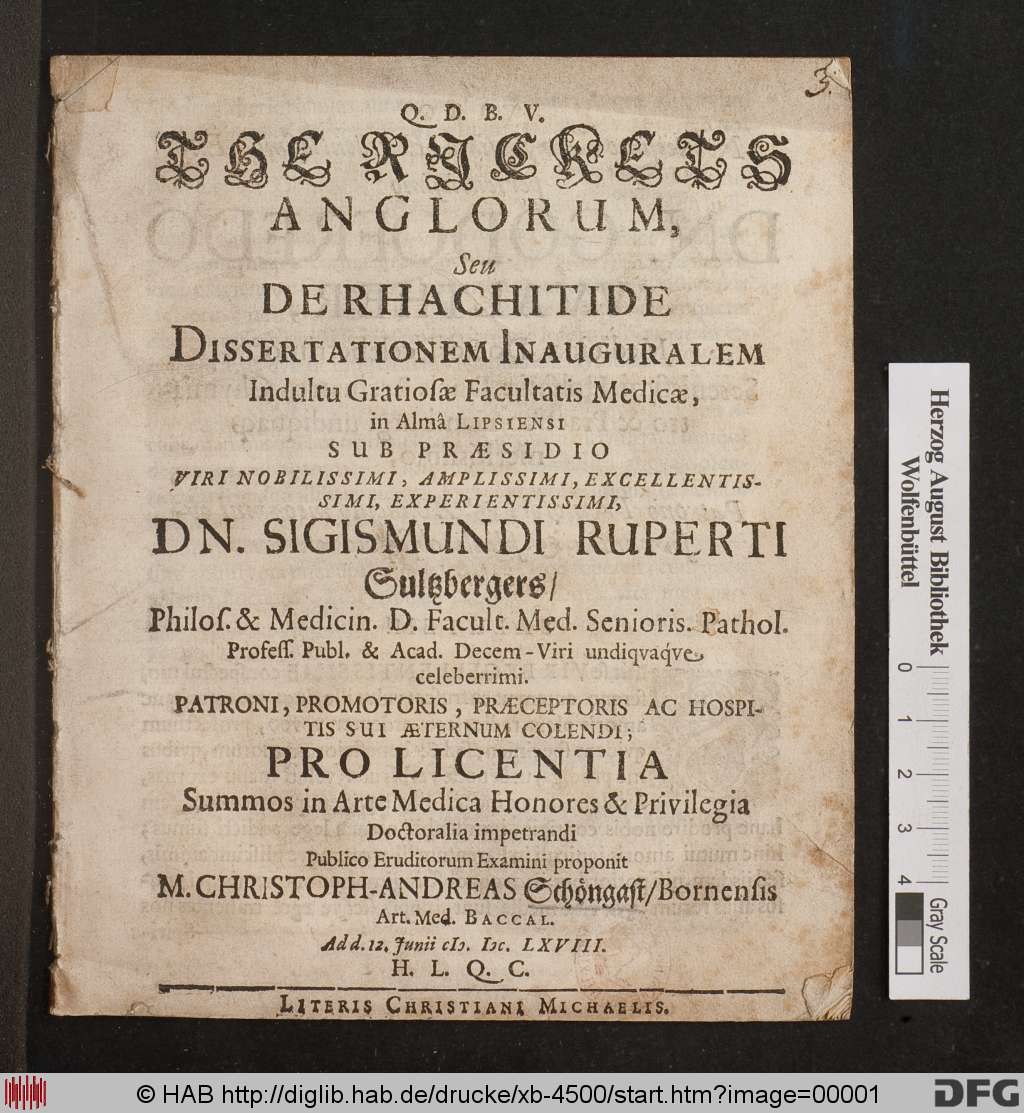 3.
Q. D. B. V.
THE RICKETS
ANGLORUM,
Seu
DE RHACHITIDE
DISSERTATIONEM INAUGURALEM
Indultu Gratioſæ Facultatis Medicæ,
in Almâ LIPSIENSI
SUB PRÆSIDIO
VIRI NOBILISSIMI, AMPLISSIMI, EXCELLENTIS-
SIMI, EXPERIENTISSIMI,
DN. SIGISMUNDI RUPERTI
Sultzbergers/
Philoſ. & Medicin. D. Facult. Med. Senioris. Pathol.
Profeſſ. Publ. & Acad. Decem-Viri undiqvaqve
celeberrimi.
PATRONI, PROMOTORIS, PRÆCEPTORIS AC HOSPI-
TIS SUI ÆTERNUM COLENDI;
PRO LICENTIA
Summos in Arte Medica Honores & Privilegia
Doctoralia impetrandi
Publico Eruditorum Examini proponit
M. CHRISTOPH-ANDREAS Schöngaſt/Bornenſis
Art. Med. BACCAL.
Add. 12. Junii cIɔ. Iɔc. LXVIII.
H. L. Q. C.
LITERIS CHRISTIANI MICHAELIS.
Herzog August Bibliothek
Wolfenbüttel
0
1
2
3
4
Gray Scale
© HAB http://diglib.hab.de/drucke/xb-4500/start.htm?image=00001
DFG